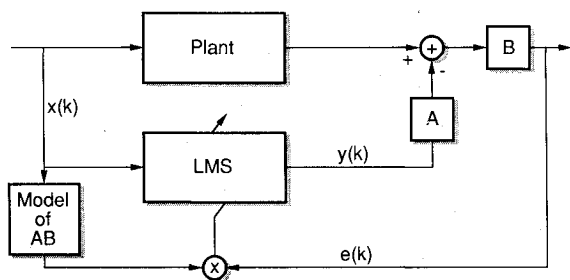 Plant
+
+
-
B
x(k)
A
LMS
y(k)
Model
of
AB
x
e(k)